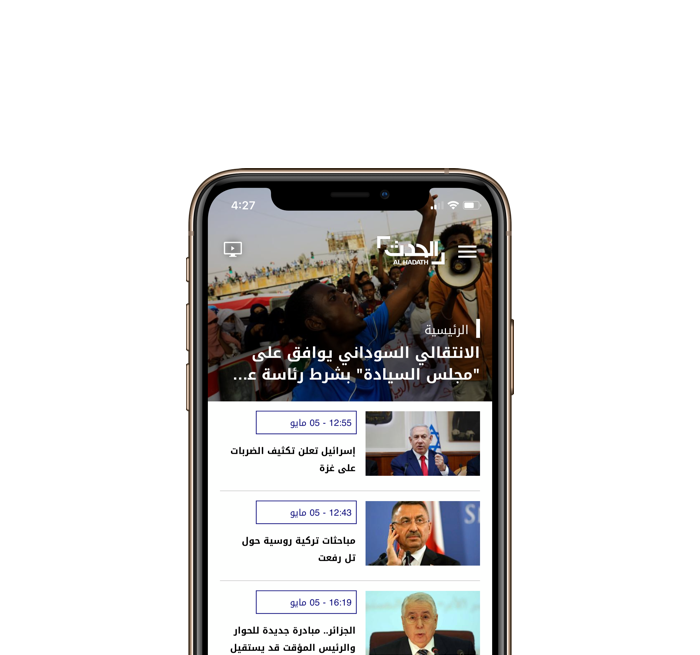 4:27
الحدث
ALHADATH
الرئيسية
الانتقالي السوداني يوافق على
"مجلس السيادة" بشرط رئاسة عـ...
12:55 - 05 مايو
إسرائيل تعلن تكثيف الضربات
على غزة
12:43 - 05 مايو
مباحثات تركية روسية حول
تل رفعت
16:19 - 05 مايو
الجزائر.. مبادرة جديدة للحوار
والرئيس المؤقت قد يستقيل